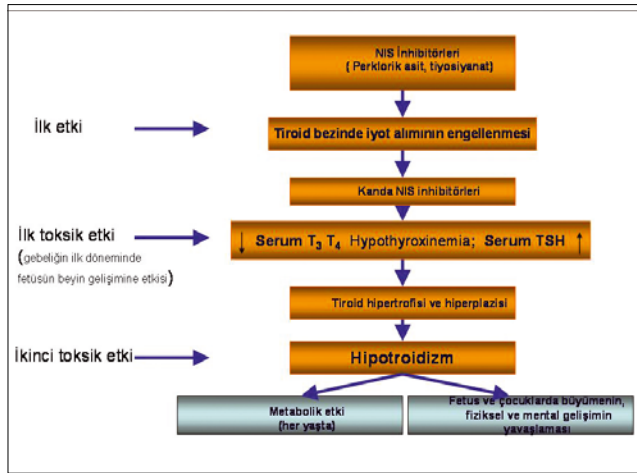 NIS İnhibitörleri
( Perklorik asit, tiyosiyanat)
İlk etki
Tiroid bezinde iyot alımının engellenmesi
Kanda NIS inhibitörleri
İlk toksik etki
(gebeliğin ilk döneminde
fetüsün beyin gelişimine etkisi)
↓ Serum T3 T4 Hypothyroxinemia; Serum TSH ↑
Tiroid hipertrofisi ve hiperplazisi
İkinci toksik etki
Hipotroidizm
Metabolik etki
(her yaşta)
Fetus ve çocuklarda büyümenin,
fiziksel ve mental gelişimin
yavaşlaması